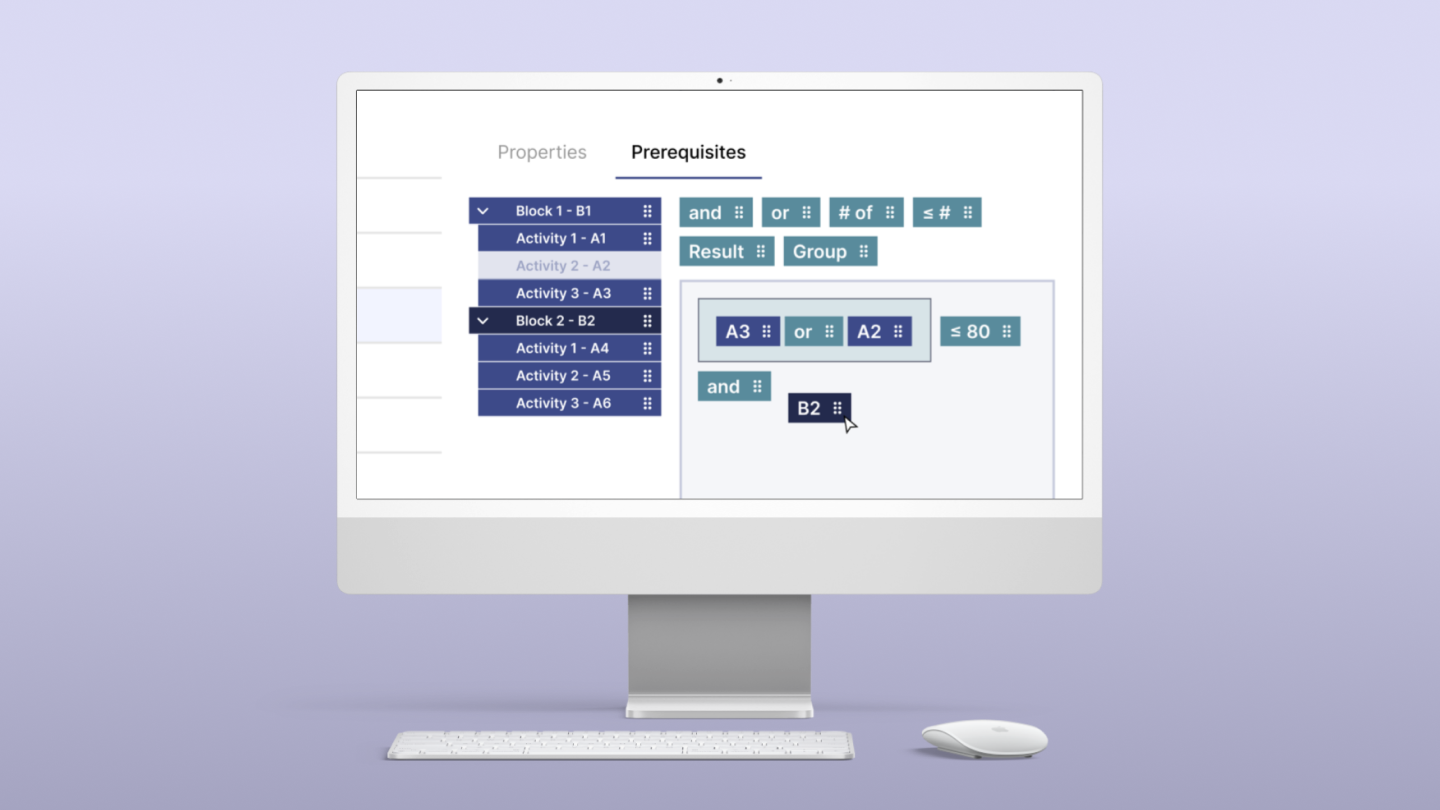 Properties Prerequisites
Block 1 - B1
Activity 1 - A1
Activity 2 - A2
Activity 3 - A3
Block 2 - B2
Activity 1 - A4
Activity 2 - A5
Activity 3 - A6
and or # of ≤ #
Result Group
A3 or A2 ≤ 80
and
B2